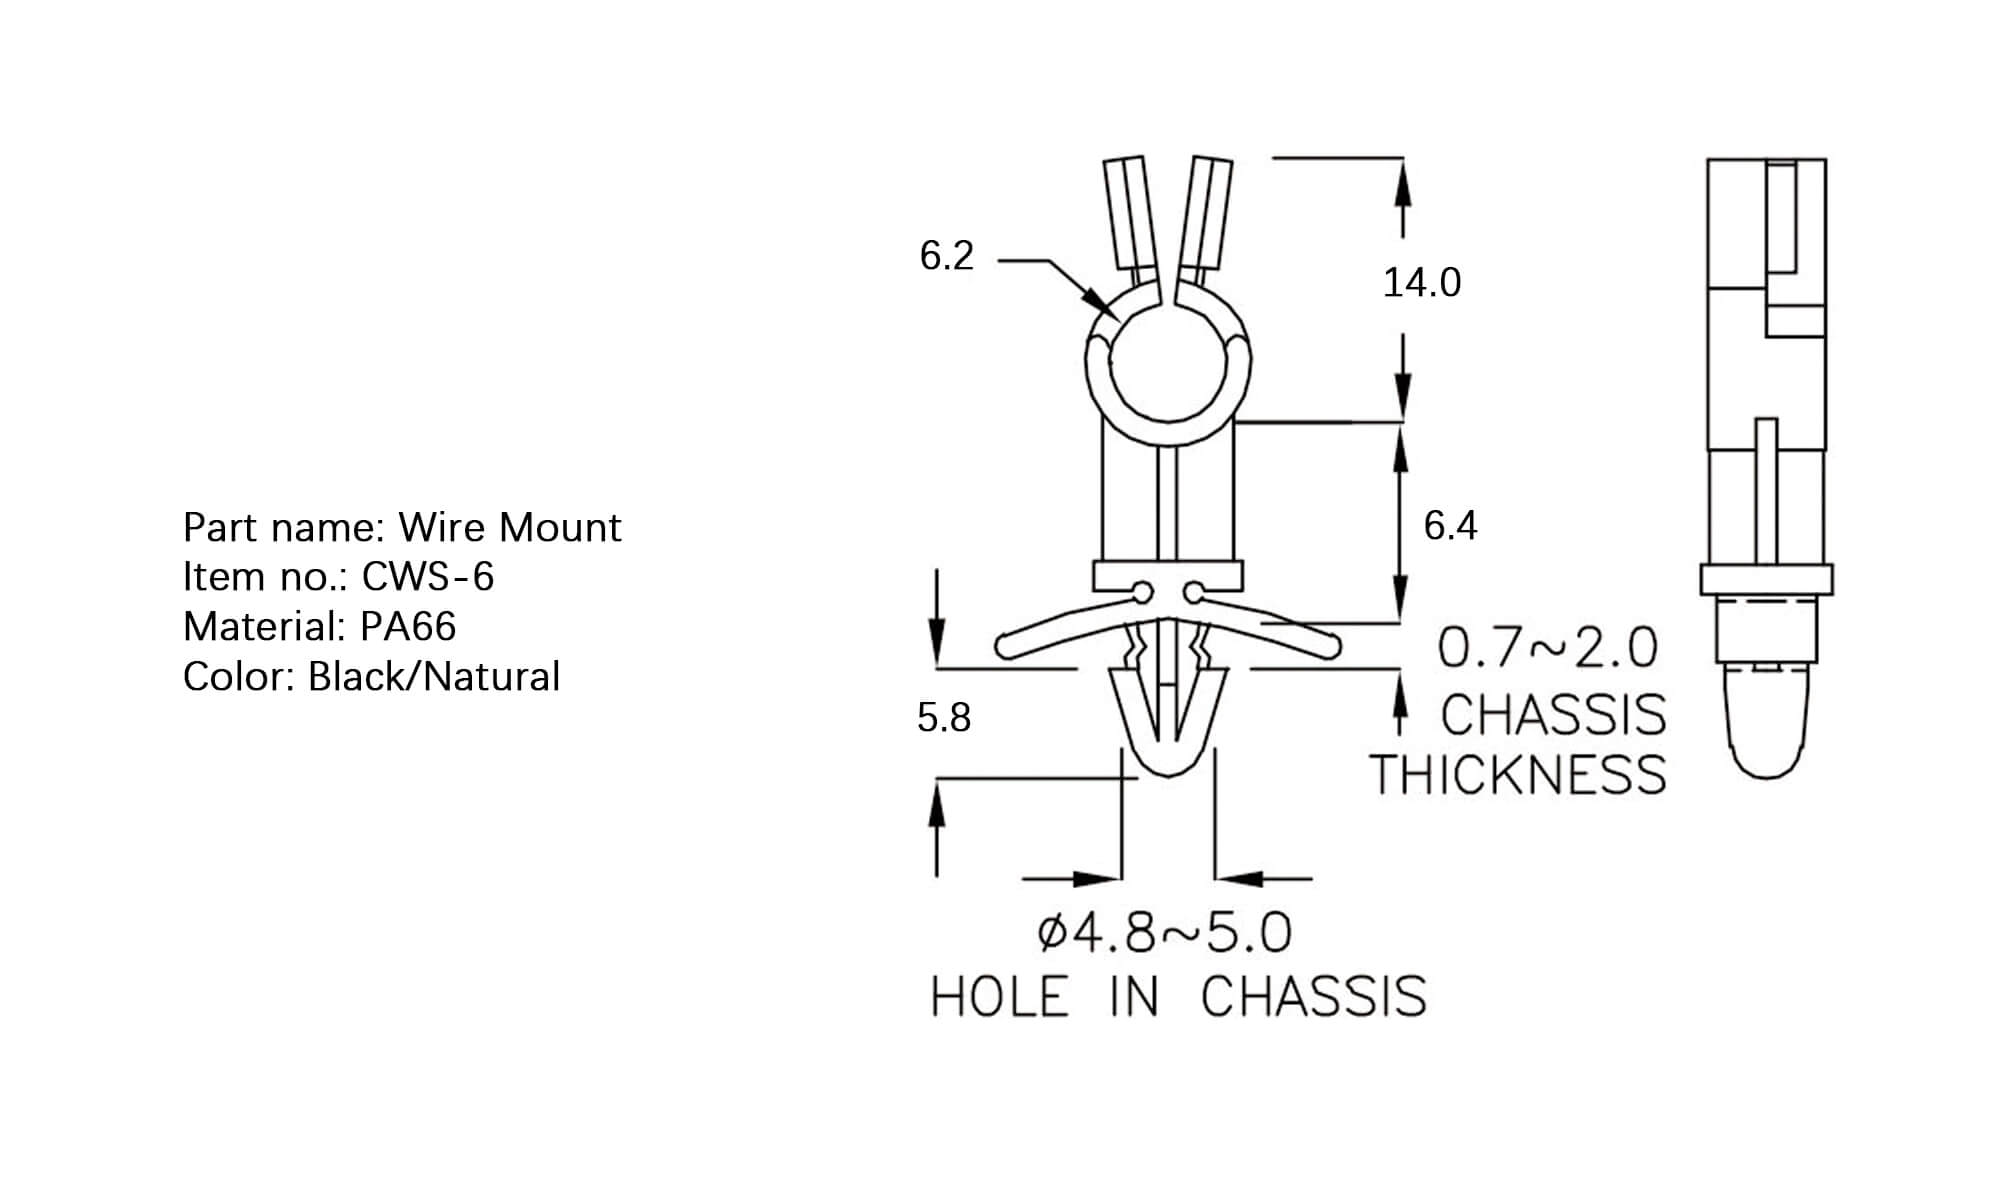 Part name: Wire Mount
Item no.: CWS-6
Material: PA66
Color: Black/Natural
6.2
14.0
6.4
5.8
0.7~2.0
CHASSIS
THICKNESS
ø4.8~5.0
HOLE IN CHASSIS